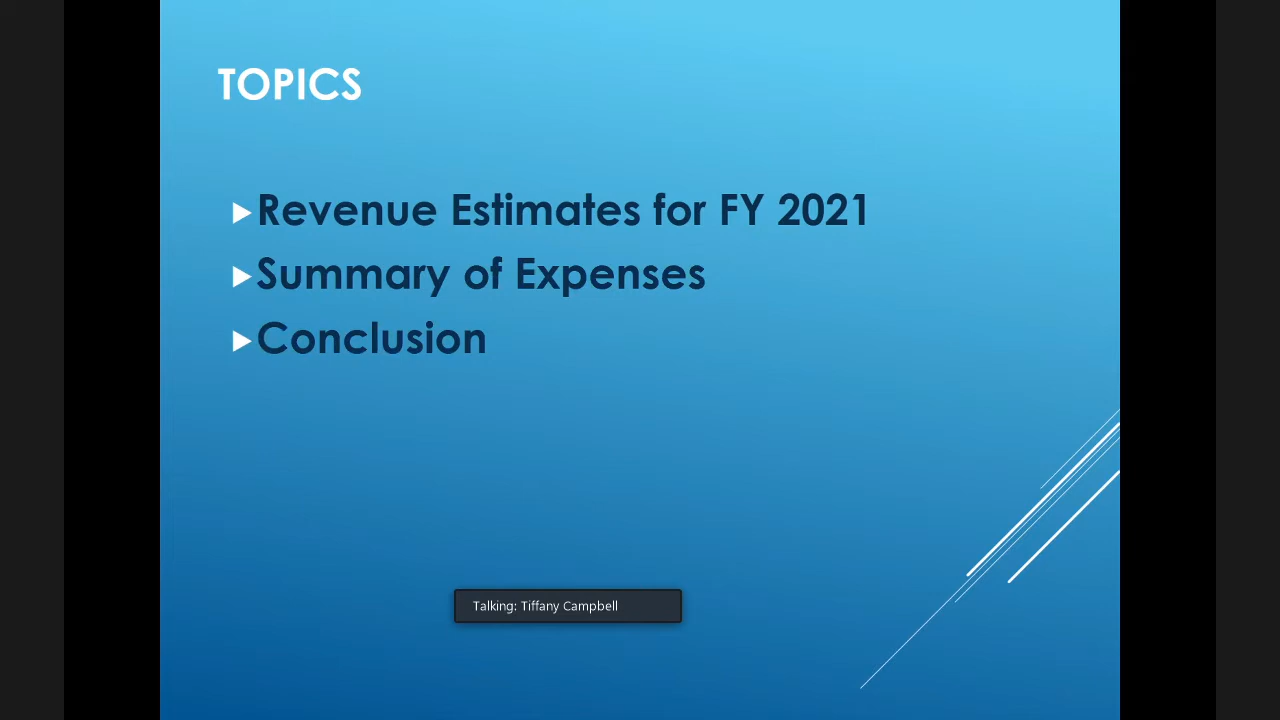 TOPICS
Revenue Estimates for FY 2021
Summary of Expenses
Conclusion
Talking: Tiffany Campbell